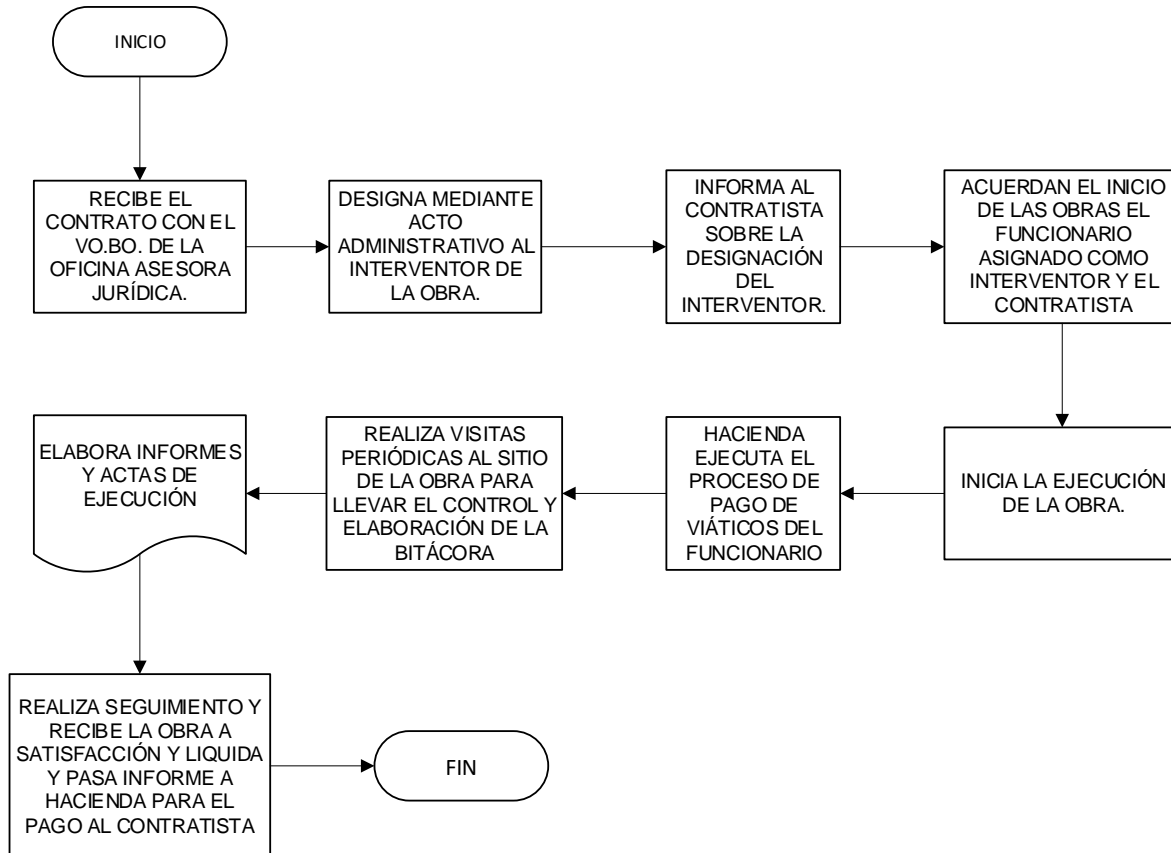 INICIO
RECIBE EL
CONTRATO CON EL
VO.BO. DE LA
OFICINA ASESORA
JURÍDICA.
DESIGNA MEDIANTE
ACTO
ADMINISTRATIVO AL
INTERVENTOR DE
LA OBRA.
INFORMA AL
CONTRATISTA
SOBRE LA
DESIGNACIÓN
DEL
INTERVENTOR.
ACUERDAN EL INICIO
DE LAS OBRAS EL
FUNCIONARIO
ASIGNADO COMO
INTERVENTOR Y EL
CONTRATISTA
INICIA LA EJECUCIÓN
DE LA OBRA.
HACIENDA
EJECUTA EL
PROCESO DE
PAGO DE
VIÁTICOS DEL
FUNCIONARIO
REALIZA VISITAS
PERIÓDICAS AL SITIO
DE LA OBRA PARA
LLEVAR EL CONTROL Y
ELABORACIÓN DE LA
BITÁCORA
ELABORA INFORMES
Y ACTAS DE
EJECUCIÓN
REALIZA SEGUIMIENTO Y
RECIBE LA OBRA A
SATISFACCIÓN Y LIQUIDA
Y PASA INFORME A
HACIENDA PARA EL
PAGO AL CONTRATISTA
FIN